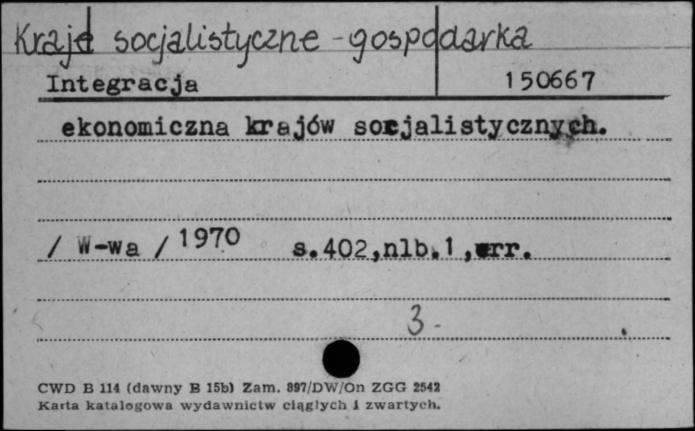 Kraje socjalistyczne - gospodarka
Integracja 150667
ekonomiczna krajów socjalistycznych.
/ W-wa / 1970 s.402,nlb.1, err.
3-
CWD B 114 (dawny B 15b) Zam. 897/DW/On ZGG 2542
Karta katalogowa wydawnictw ciągłych i zwartych.